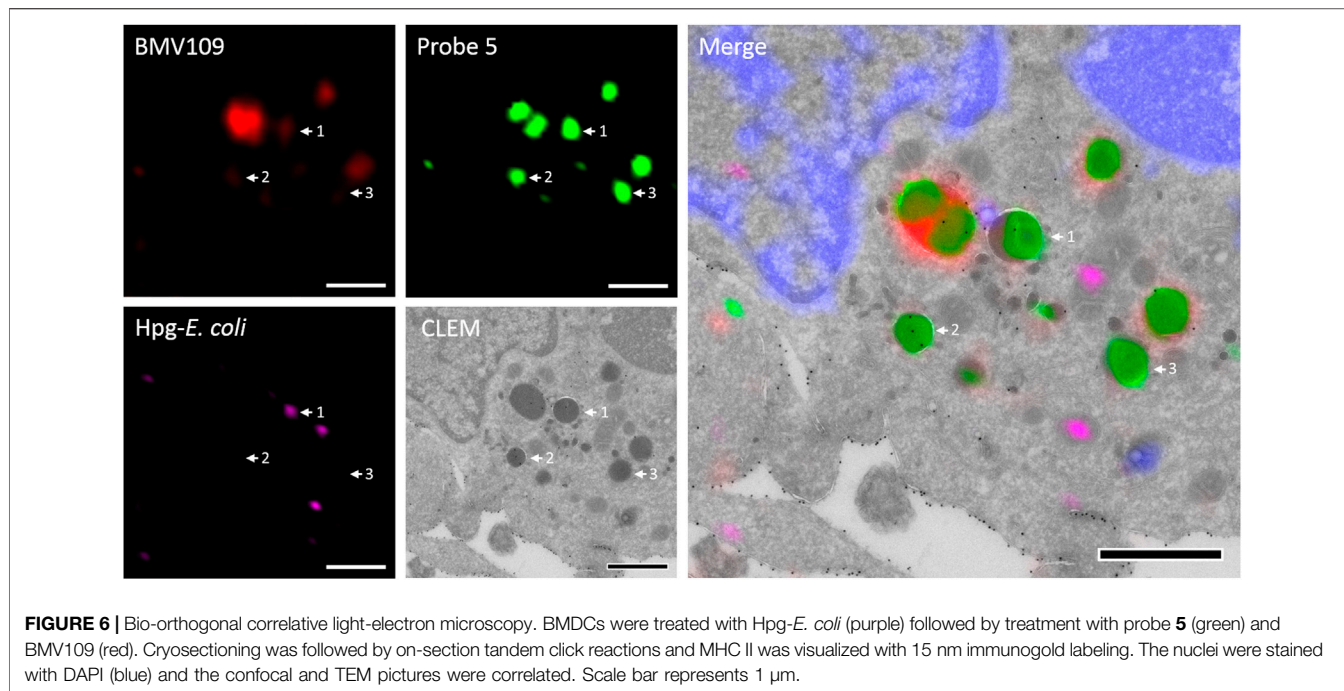 BMV109
1
2
3
Probe 5
1
2
3
Merge
1
2
3
Hpg-E. coli
1
2
3
CLEM
1
2
3
FIGURE 6 | Bio-orthogonal correlative light-electron microscopy. BMDCs were treated with Hpg-E. coli (purple) followed by treatment with probe 5 (green) and
BMV109 (red). Cryosectioning was followed by on-section tandem click reactions and MHC II was visualized with 15 nm immunogold labeling. The nuclei were stained
with DAPI (blue) and the confocal and TEM pictures were correlated. Scale bar represents 1 μm.